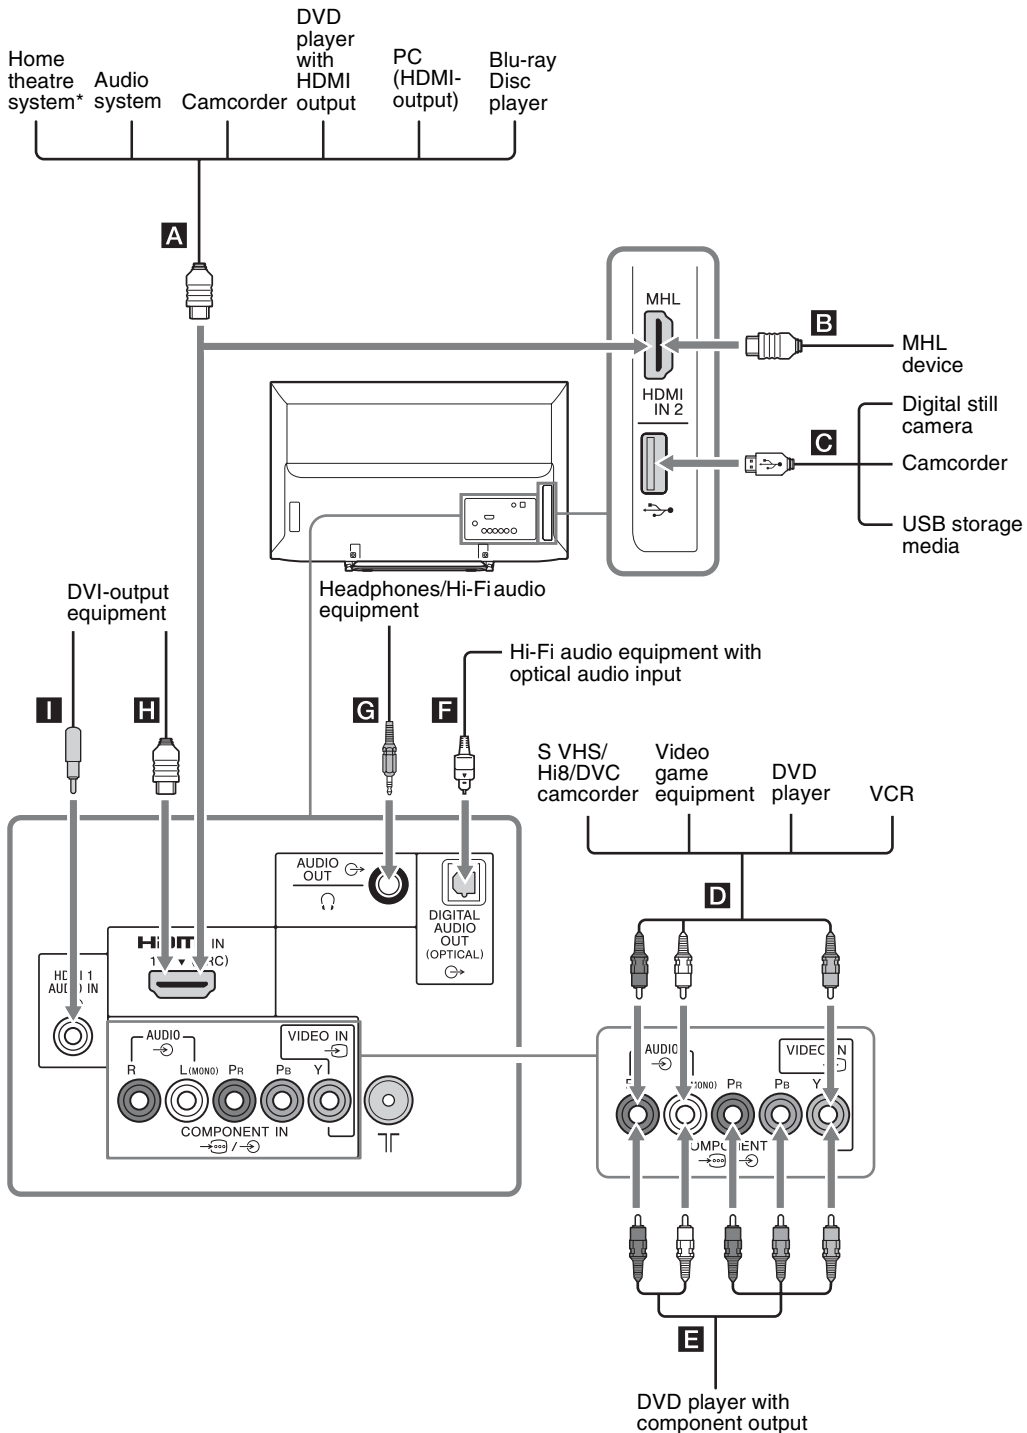 Home
theatre
system*
Audio
system
Camcorder
DVD
player
with
HDMI
output
PC
(HDMI-
output)
Blu-ray
Disc
player
A
MHL
HDMI
IN 2
B
MHL
device
C
Digital still
camera
Camcorder
USB storage
media
DVI-output
equipment
Headphones/Hi-Fi audio
equipment
Hi-Fi audio equipment with
optical audio input
I
H
G
F
S VHS/
Hi8/DVC
camcorder
Video
game
equipment
DVD
player
VCR
D
AUDIO
OUT
DIGITAL
AUDIO
OUT
(OPTICAL)
IN
AUDIO
R
L (MONO)
PR
PB
Y
VIDEO IN
COMPONENT IN
AUDIO
PR
PB
Y
E
DVD player with
component output